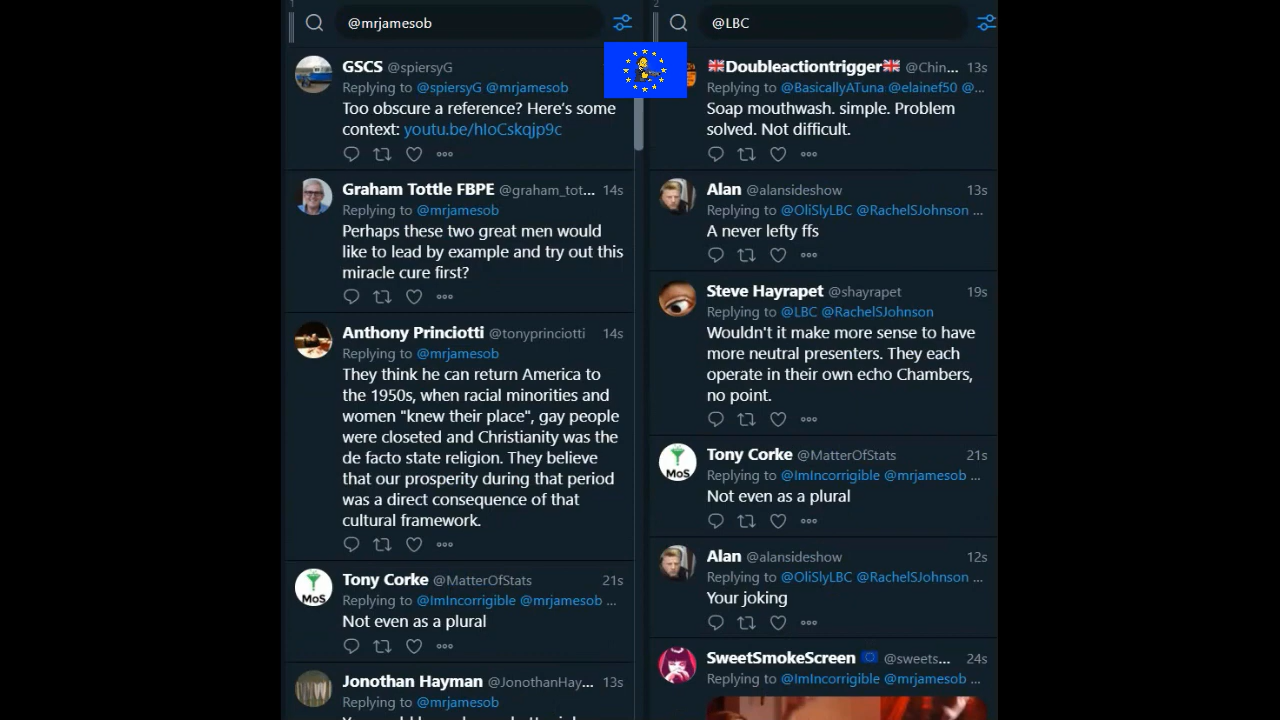 1
@mrjamesob
GSCS @spiersyG
Replying to @spiersyG @mrjamesob
Too obscure a reference? Here's some
context: youtu.be/hIoCskqjp9c
Graham Tottle FBPE @graham_tot... 14s
Replying to @mrjamesob
Perhaps these two great men would
like to lead by example and try out this
miracle cure first?
Anthony Princiotti @tonyprinciotti 14s
Replying to @mrjamesob
They think he can return America to
the 1950s, when racial minorities and
women "knew their place", gay people
were closeted and Christianity was the
de facto state religion. They believe
that our prosperity during that period
was a direct consequence of that
cultural framework.
MoS
Tony Corke @MatterOfStats 21s
Replying to @ImIncorrigible @mrjamesob ...
Not even as a plural
Jonothan Hayman @JonothanHay... 13s
Replying to @mrjamesob
2
@LBC
🇬🇧Doubleactiontrigger🇬🇧 @Chin... 13s
Replying to @BasicallyATuna @elainef50 @...
Soap mouthwash. simple. Problem
solved. Not difficult.
Alan @alansideshow 13s
Replying to @OliSlyLBC @RachelSJohnson ...
A never lefty ffs
Steve Hayrapet @shayrapet 19s
Replying to @LBC @RachelSJohnson
Wouldn't it make more sense to have
more neutral presenters. They each
operate in their own echo Chambers,
no point.
MoS
Tony Corke @MatterOfStats 21s
Replying to @ImIncorrigible @mrjamesob ...
Not even as a plural
Alan @alansideshow 12s
Replying to @OliSlyLBC @RachelSJohnson ...
Your joking
SweetSmokeScreen 🇪🇺 @sweets... 24s
Replying to @ImIncorrigible @mrjamesob ...